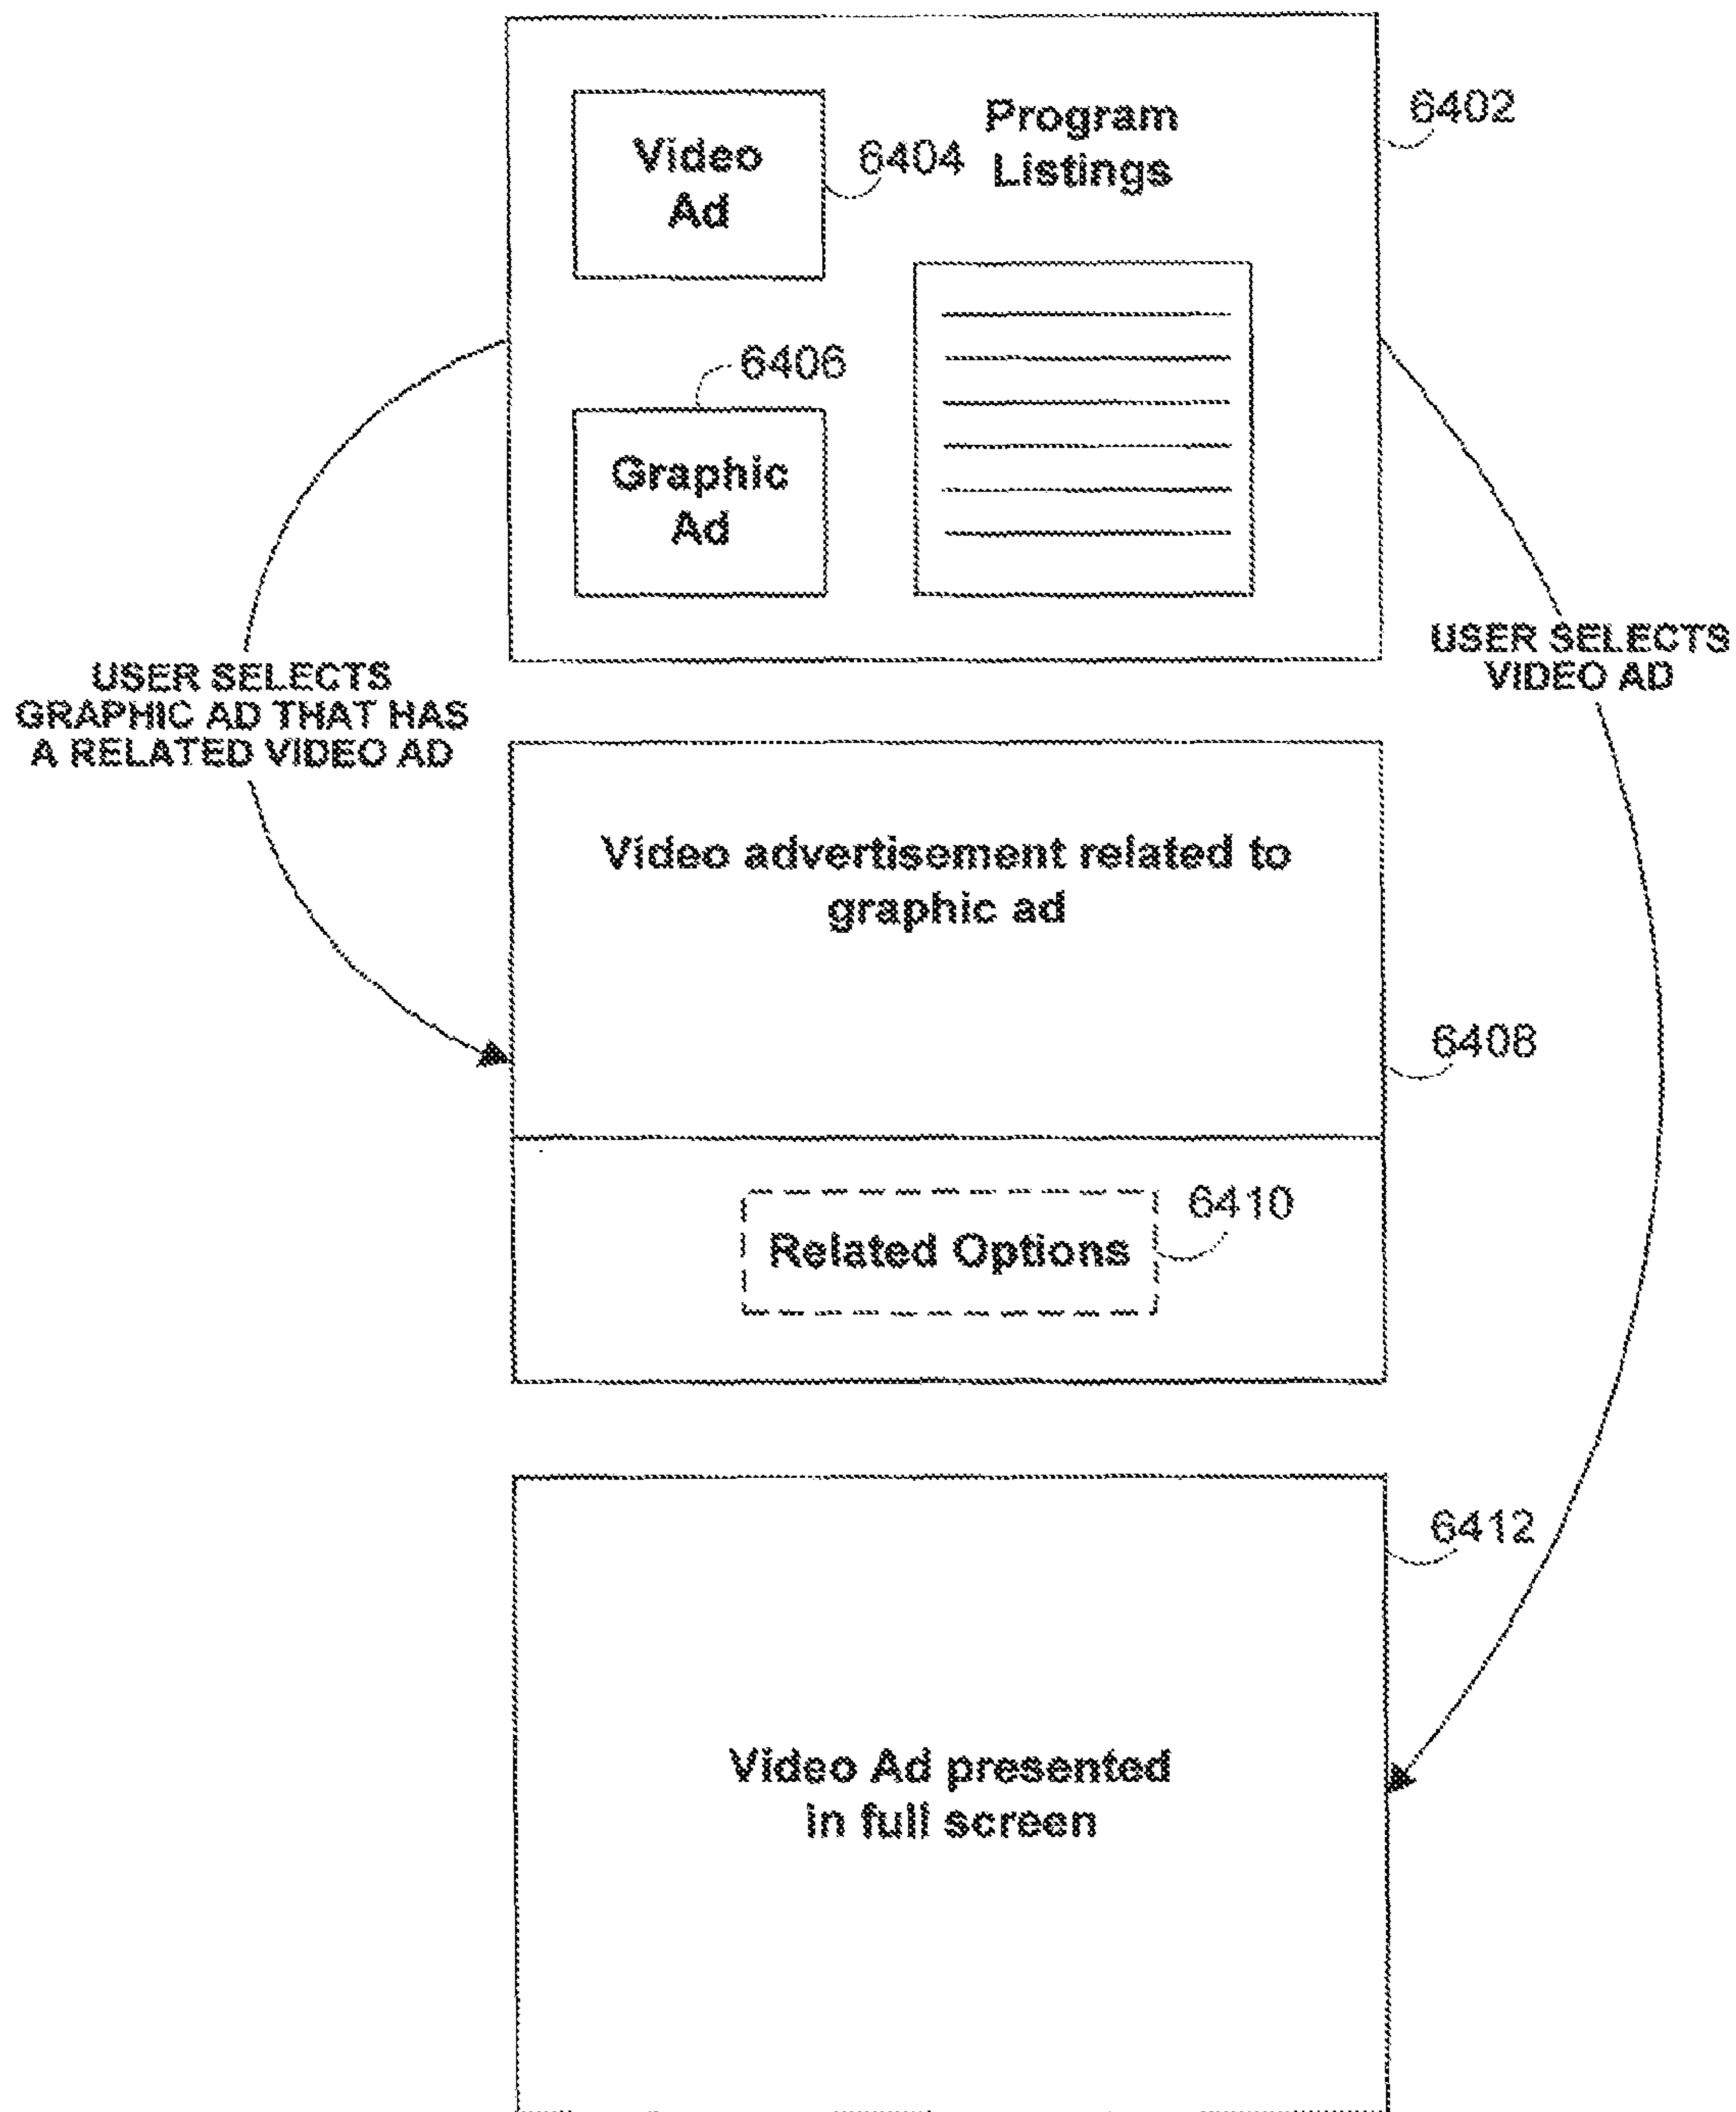 6402
Program
Listings
Video
Ad
6404
6406
Graphic
Ad
USER SELECTS
GRAPHIC AD THAT HAS
A RELATED VIDEO AD
USER SELECTS
VIDEO AD
Video advertisement related to
graphic ad
6408
6410
Related Options
6412
Video Ad presented
in full screen